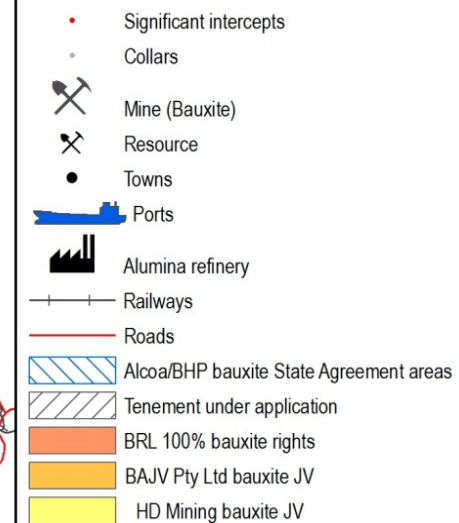 Significant intercepts
Collars
Mine (Bauxite)
Resource
Towns
Ports
Alumina refinery
Railways
Roads
Alcoa/BHP bauxite State Agreement areas
Tenement under application
BRL 100% bauxite rights
BAJV Pty Ltd bauxite JV
HD Mining bauxite JV